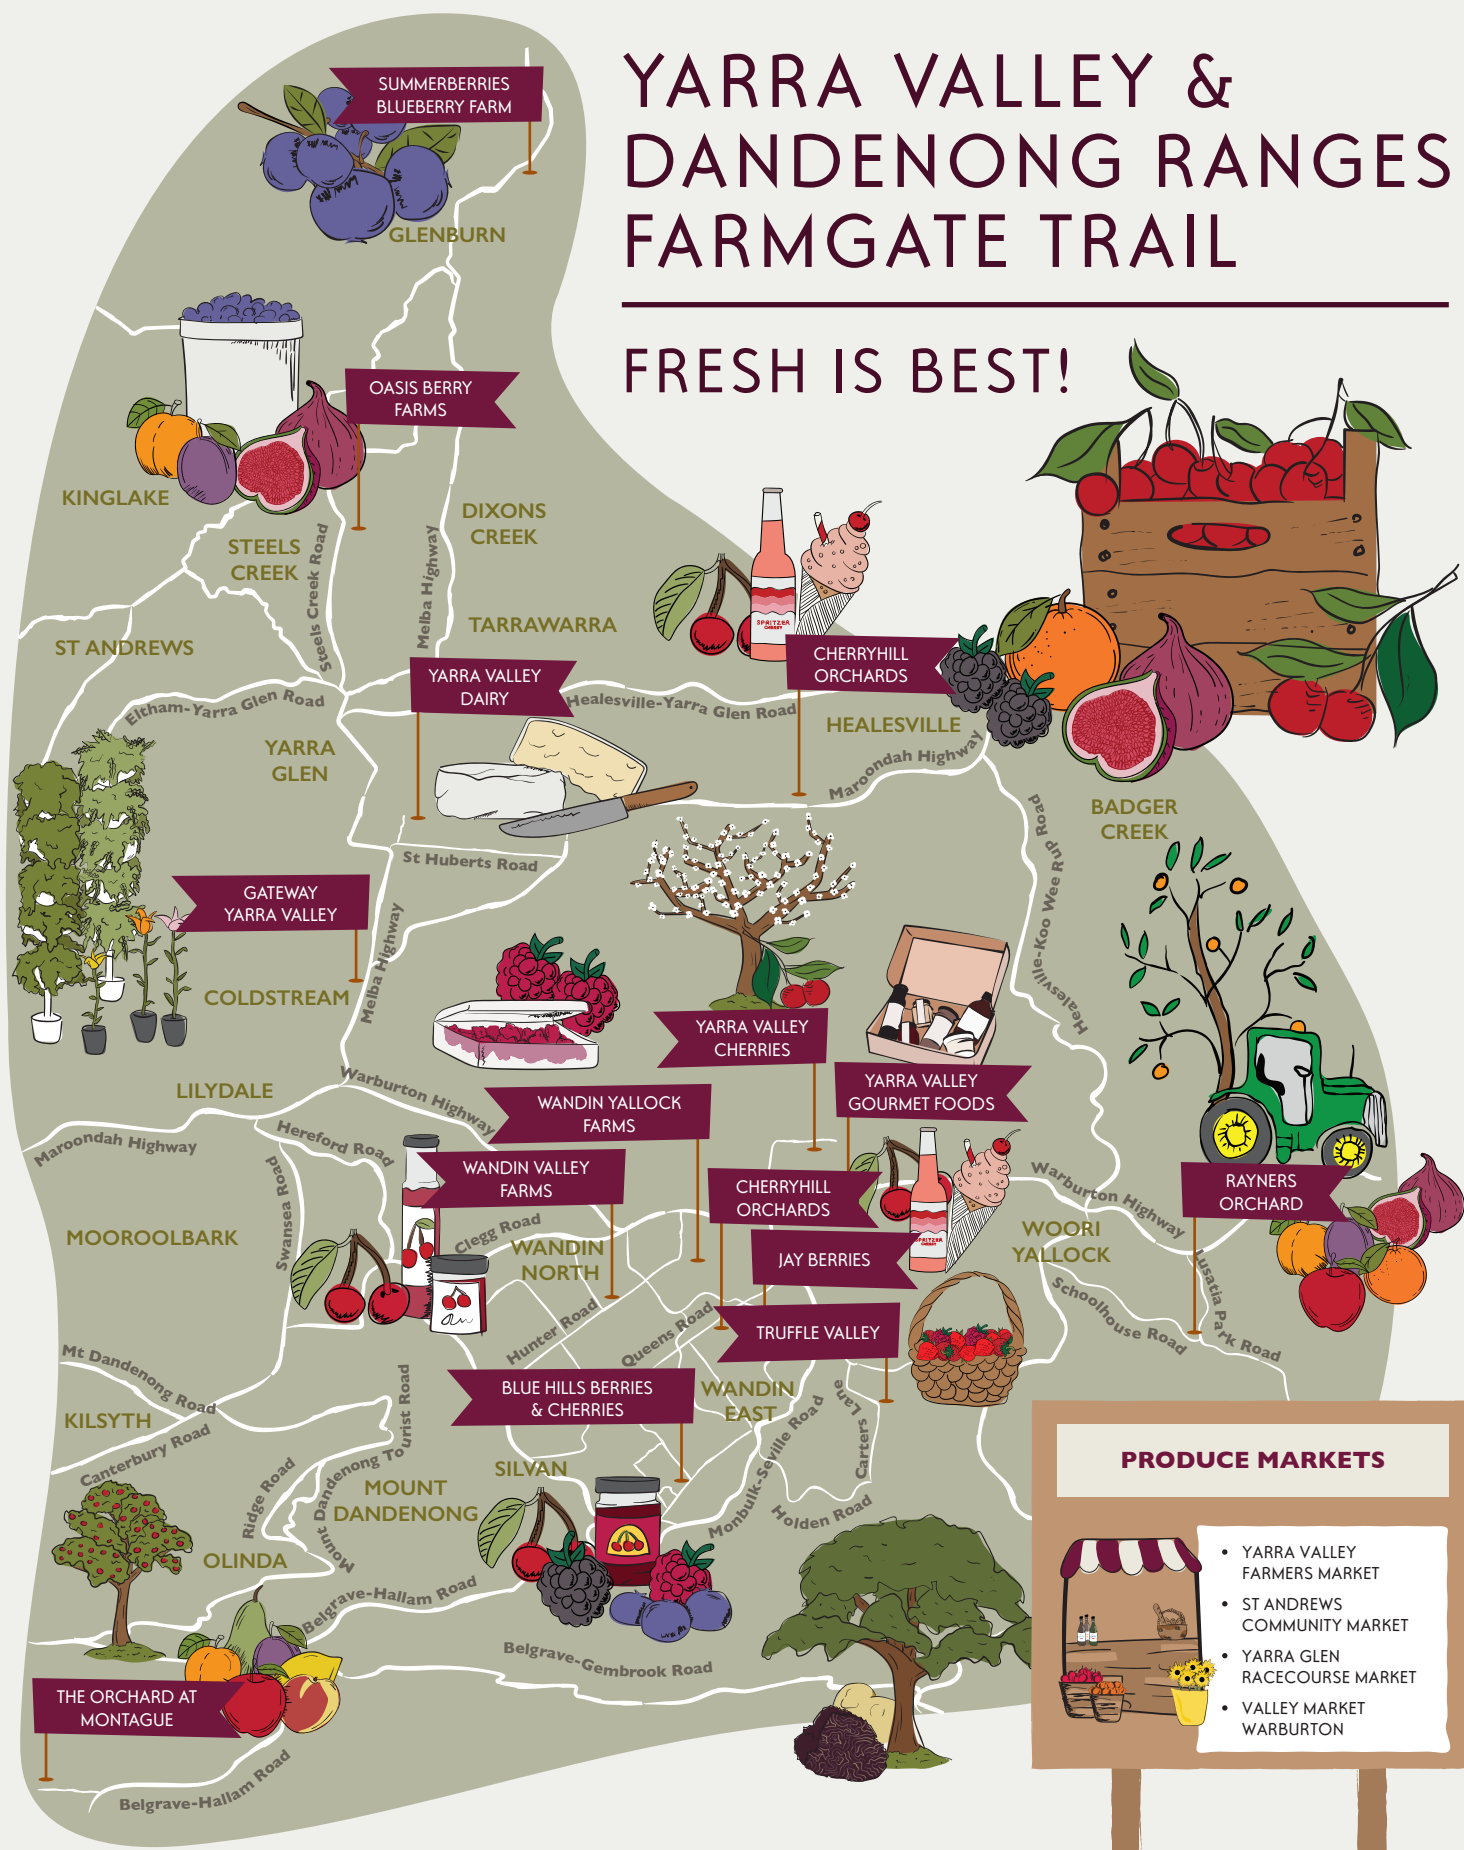 YARRA VALLEY &
DANDENONG RANGES
FARMGATE TRAIL
FRESH IS BEST!
SUMMERBERRIES
BLUEBERRY FARM
GLENBURN
OASIS BERRY
FARMS
KINGLAKE
DIXONS
CREEK
STEELS
CREEK
Steels Creek Road
Melba Highway
TARRAWARRA
ST ANDREWS
SPRITZER
CHERRY
CHERRYHILL
ORCHARDS
YARRA VALLEY
DAIRY
Eltham-Yarra Glen Road
Healesville-Yarra Glen Road
HEALESVILLE
Maroondah Highway
YARRA
GLEN
BADGER
CREEK
St Huberts Road
Healesville-Koo Wee Rup Road
GATEWAY
YARRA VALLEY
Melba Highway
COLDSTREAM
YARRA VALLEY
CHERRIES
YARRA VALLEY
GOURMET FOODS
LILYDALE
Warburton Highway
WANDIN YALLOCK
FARMS
Maroondah Highway
Hereford Road
WANDIN VALLEY
FARMS
CHERRYHILL
ORCHARDS
SPRITZER
CHERRY
Warburton Highway
RAYNERS
ORCHARD
Swansea Road
MOOROOLBARK
Clegg Road
WANDIN
NORTH
JAY BERRIES
WOORI
YALLOCK
Schoolhouse Road
Lusatia Park Road
Hunter Road
Queens Road
TRUFFLE VALLEY
Mt Dandenong Road
BLUE HILLS BERRIES
& CHERRIES
WANDIN
EAST
Carters Lane
KILSYTH
Canterbury Road
Mount Dandenong Tourist Road
Ridge Road
MOUNT
DANDENONG
SILVAN
Monbulk-Seville Road
Holden Road
OLINDA
Belgrave-Hallam Road
Belgrave-Gembrook Road
THE ORCHARD AT
MONTAGUE
Belgrave-Hallam Road
PRODUCE MARKETS
• YARRA VALLEY
FARMERS MARKET
• ST ANDREWS
COMMUNITY MARKET
• YARRA GLEN
RACECOURSE MARKET
• VALLEY MARKET
WARBURTON